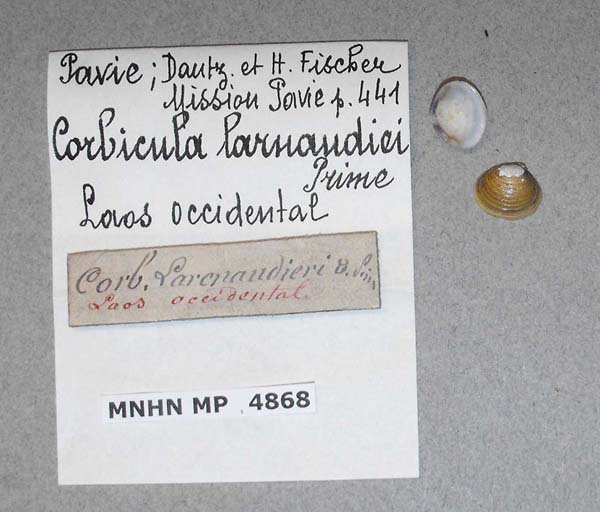 Pavie; Dautz. et H. Fischer
Mission Pavie p. 441
Corbicula larnaudiei
Prime
Laos occidental
Corb. Larnaudieri
Laos occidental.
MNHN MP 4868